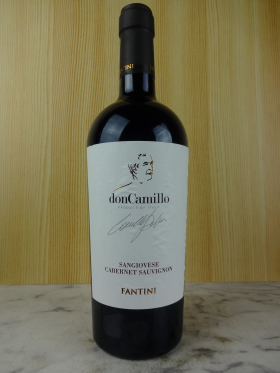 FANTINI
donCamillo
SANGIOVESE
CABERNET SAUVIGNON
FANTINI